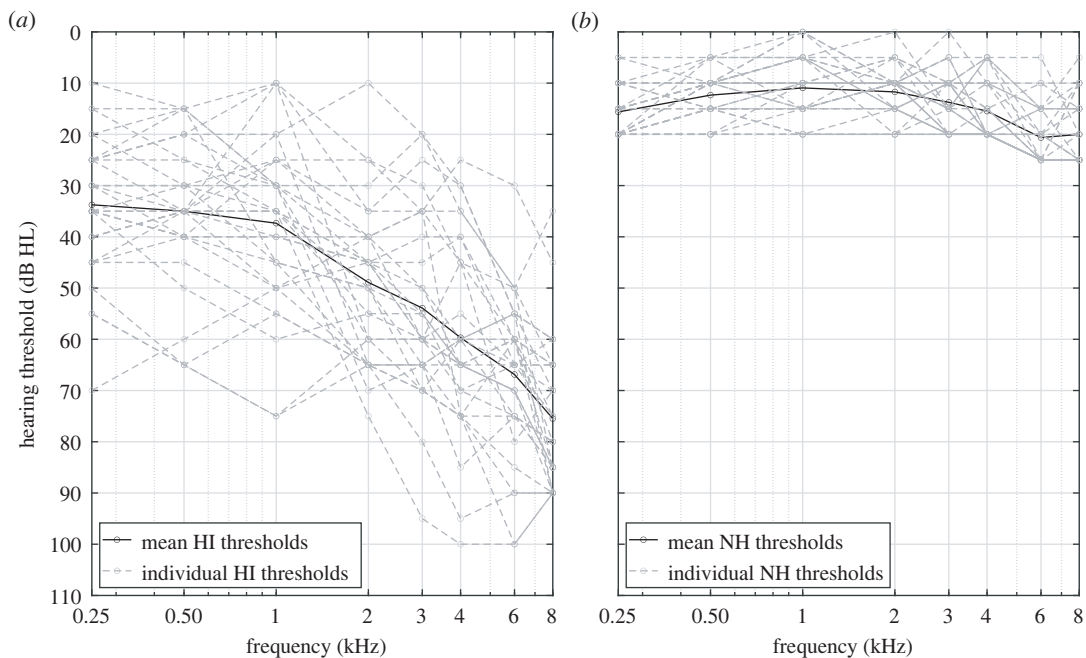 (a)
(b)
hearing threshold (dB HL)
0
10
20
30
40
50
60
70
80
90
100
110
mean HI thresholds
individual HI thresholds
0.25 0.50 1 2 3 4 6 8
frequency (kHz)
mean NH thresholds
individual NH thresholds
0.25 0.50 1 2 3 4 6 8
frequency (kHz)